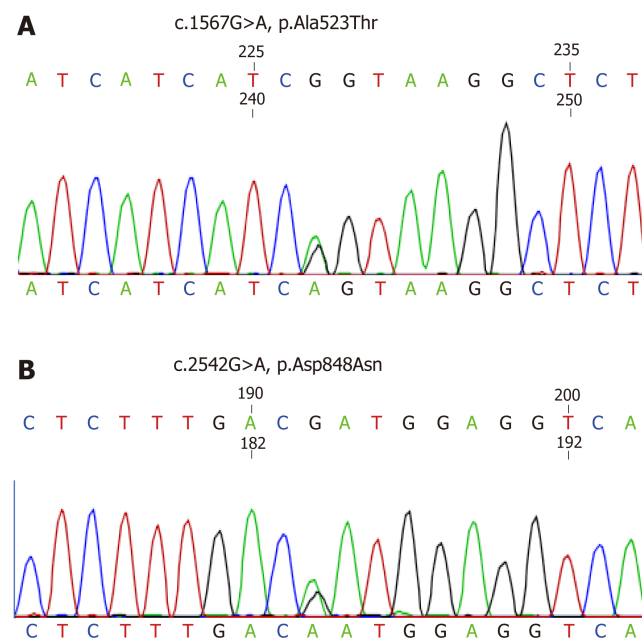 A c.1567G>A, p.Ala523Thr
225 235
A T C A T C A T C G G T A A G G C T C T
240 250
A T C A T C A T C A G T A A G G C T C T
B c.2542G>A, p.Asp848Asn
190 200
C T C T T T G A C G A T G G A G G T C A
182 192
C T C T T T G A C A A T G G A G G T C A